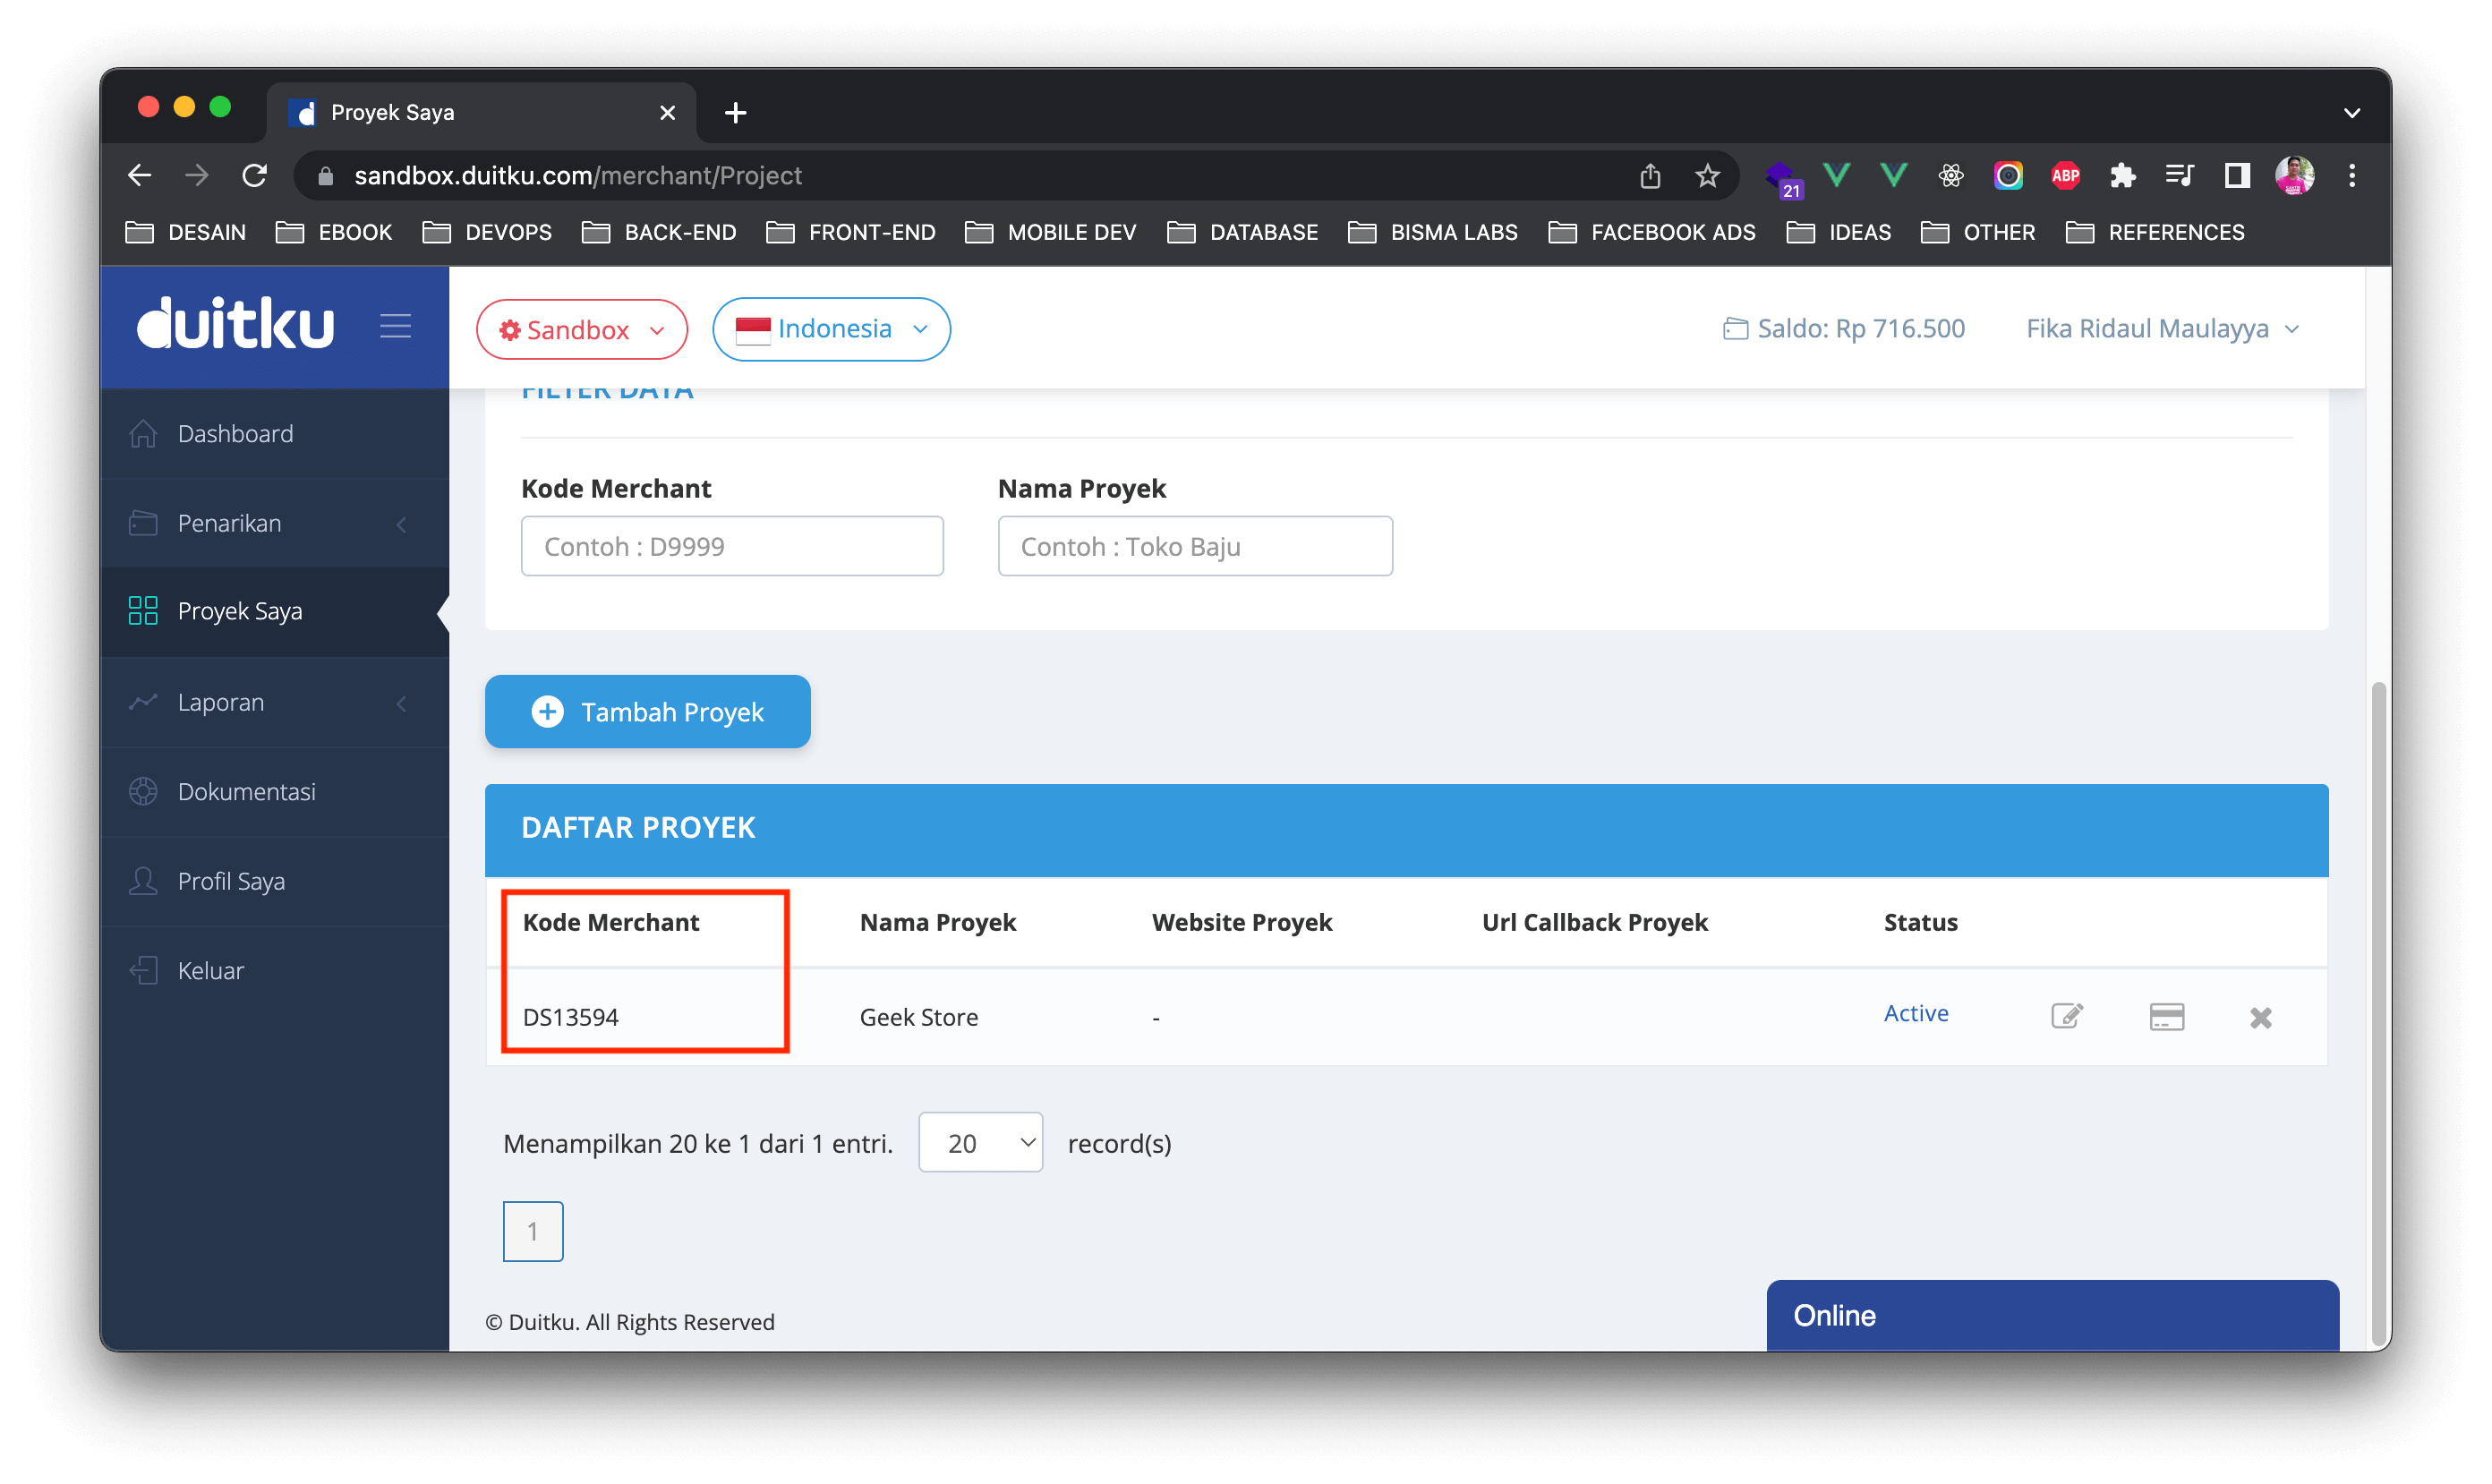 Proyek Saya
sandbox.duitku.com/merchant/Project
21
ABP
DESAIN EBOOK DEVOPS BACK-END FRONT-END MOBILE DEV DATABASE BISMA LABS FACEBOOK ADS IDEAS OTHER REFERENCES
duitku
Sandbox
Indonesia
Saldo: Rp 716.500
Fika Ridaul Maulayya
Dashboard
Penarikan
Proyek Saya
Laporan
Dokumentasi
Profil Saya
Keluar
FILTER DATA
Kode Merchant Nama Proyek
Contoh : D9999 Contoh : Toko Baju
Tambah Proyek
DAFTAR PROYEK
Kode Merchant Nama Proyek Website Proyek Url Callback Proyek Status
DS13594 Geek Store - Active
Menampilkan 20 ke 1 dari 1 entri. 20 record(s)
1
© Duitku. All Rights Reserved
Online